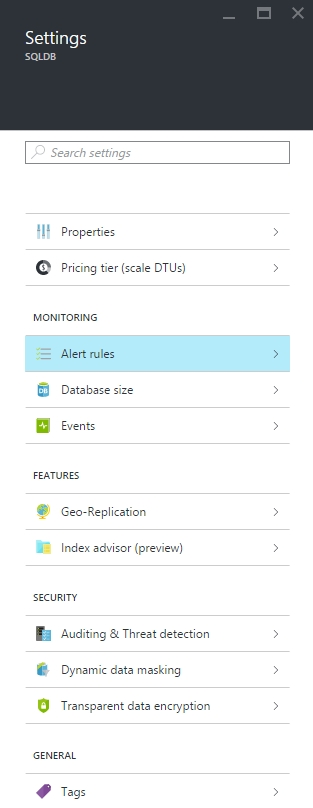 Settings
SQLDB
Search settings
Properties
Pricing tier (scale DTUs)
MONITORING
Alert rules
Database size
Events
FEATURES
Geo-Replication
Index advisor (preview)
SECURITY
Auditing & Threat detection
Dynamic data masking
Transparent data encryption
GENERAL
Tags